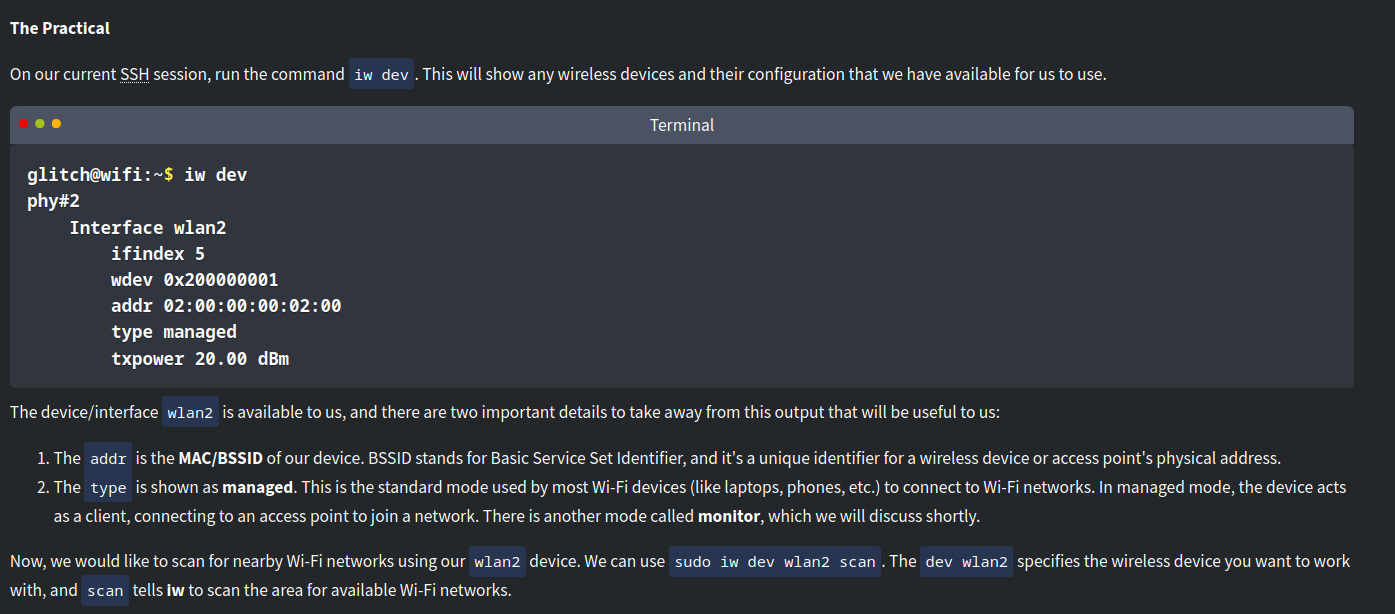 The Practical
On our current SSH session, run the command iw dev. This will show any wireless devices and their configuration that we have available for us to use.
Terminal
glitch@wifi:~$ iw dev
phy#2
    Interface wlan2
        ifindex 5
        wdev 0x200000001
        addr 02:00:00:00:02:00
        type managed
        txpower 20.00 dBm
The device/interface wlan2 is available to us, and there are two important details to take away from this output that will be useful to us:
1. The addr is the MAC/BSSID of our device. BSSID stands for Basic Service Set Identifier, and it's a unique identifier for a wireless device or access point's physical address.
2. The type is shown as managed. This is the standard mode used by most Wi-Fi devices (like laptops, phones, etc.) to connect to Wi-Fi networks. In managed mode, the device acts
as a client, connecting to an access point to join a network. There is another mode called monitor, which we will discuss shortly.
Now, we would like to scan for nearby Wi-Fi networks using our wlan2 device. We can use sudo iw dev wlan2 scan. The dev wlan2 specifies the wireless device you want to work
with, and scan tells iw to scan the area for available Wi-Fi networks.